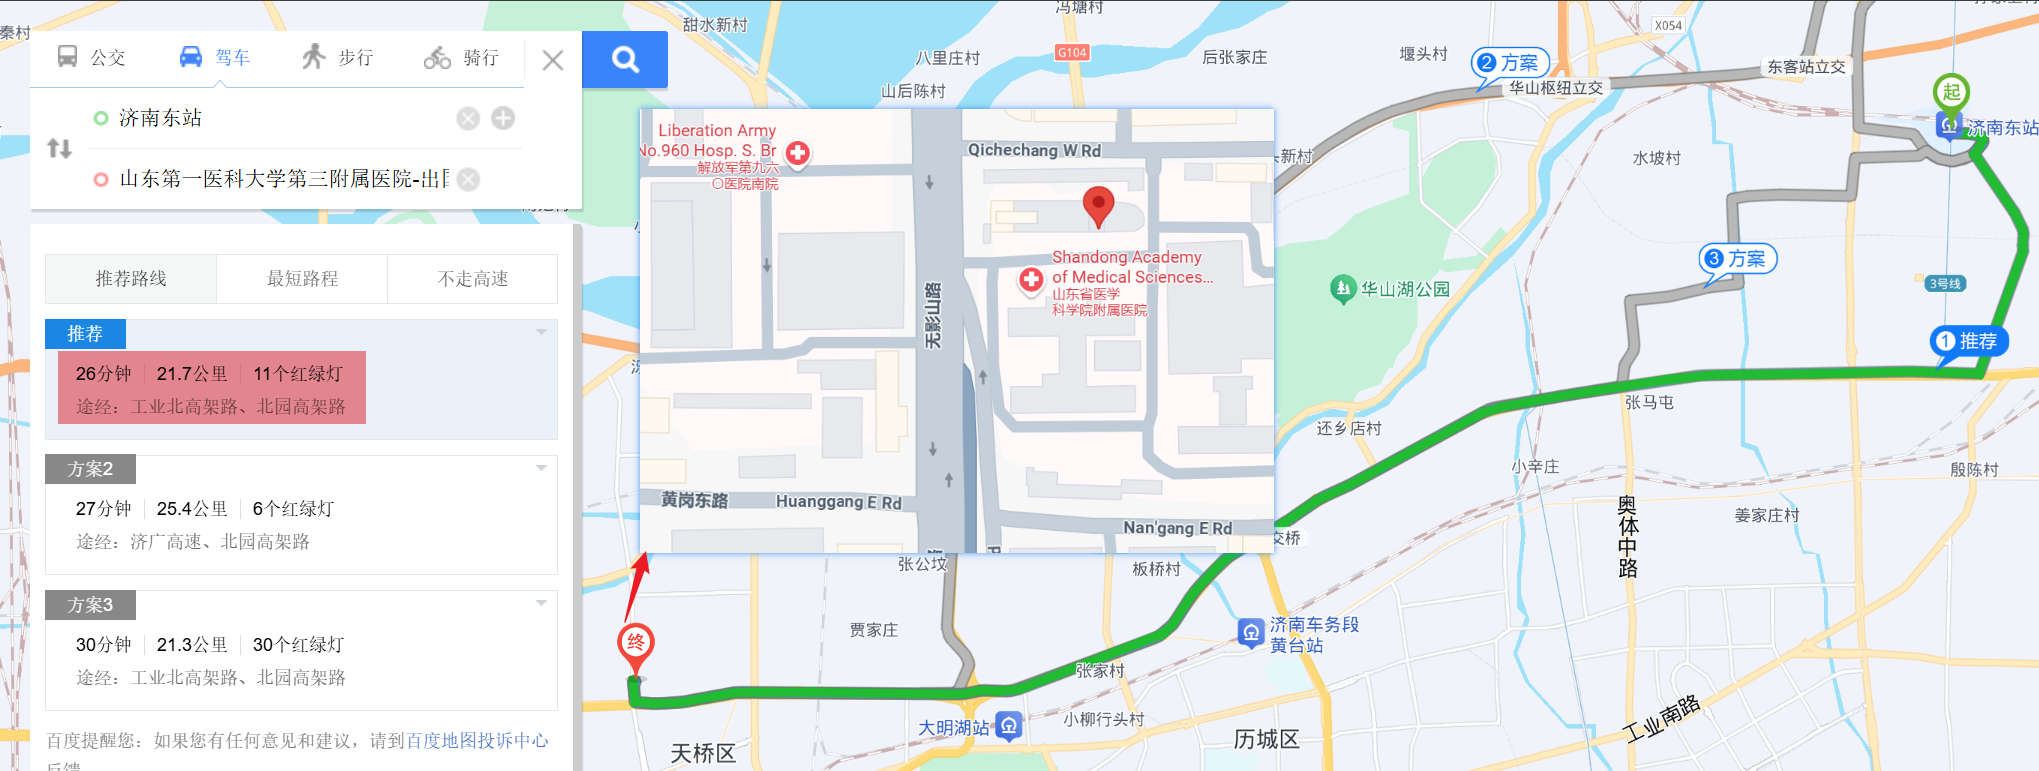 公交
驾车
步行
骑行
济南东站
山东第一医科大学第三附属医院-出
推荐路线
最短路程
不走高速
推荐
26分钟 21.7公里 11个红绿灯
途经：工业北高架路、北园高架路
方案2
27分钟 25.4公里 6个红绿灯
途经：济广高速、北园高架路
方案3
30分钟 21.3公里 30个红绿灯
途经：工业北高架路、北园高架路
百度提醒您：如果您有任何意见和建议，请到百度地图投诉中心
反馈
秦村
甜水新村
冯塘村
八里庄村
G104
后张家庄
山后陈村
堰头村
X054
2 方案
华山枢纽立交
东客站立交
起
济南东站
水坡村
头新村
华山湖公园
3 方案
3号线
1 推荐
张马屯
还乡店村
小辛庄
殷陈村
奥体中路
姜家庄村
交桥
Liberation Army
No.960 Hosp. S. Br
解放军第九六
〇医院南院
Qichechang W Rd
Shandong Academy
of Medical Sciences...
山东省医学
科学院附属医院
无影山路
黄岗东路
Huanggang E Rd
Nan'gang E Rd
张公坟
板桥村
终
贾家庄
济南车务段
黄台站
张家村
大明湖站
小柳行头村
天桥区
历城区
工业南路